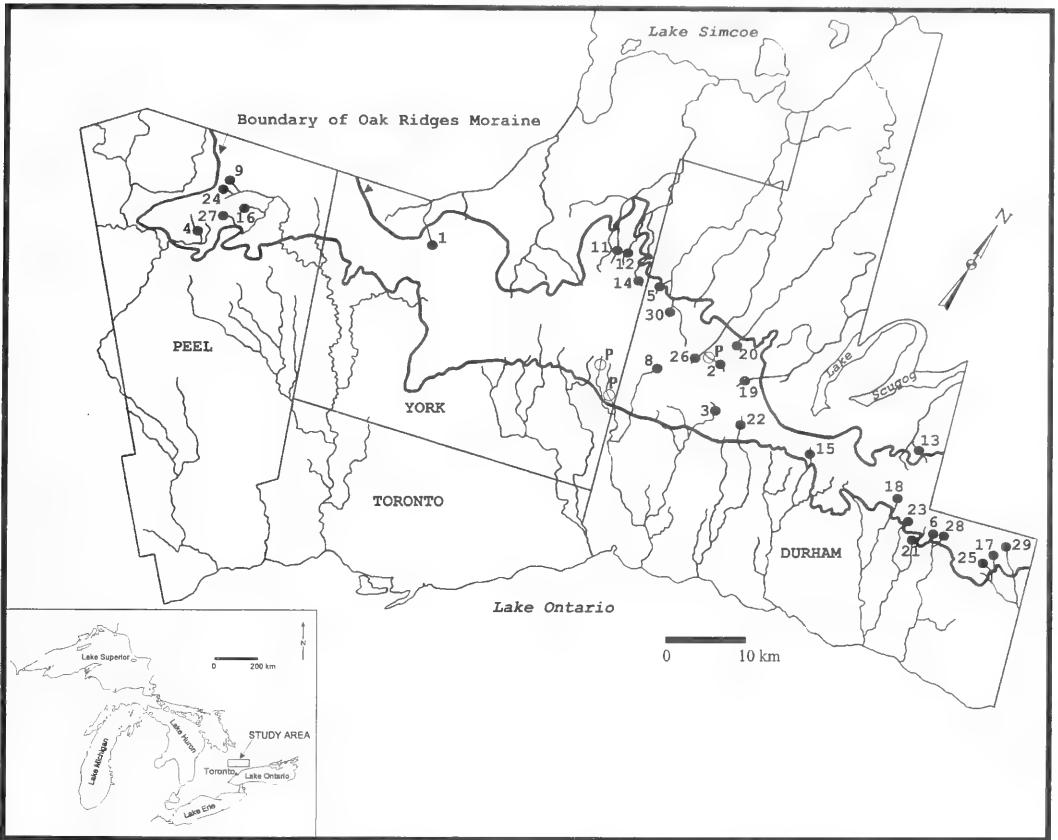 Lake Simcoe
Boundary of Oak Ridges Moraine
9
24
27
16
4
1
11
12
14
5
30
N
PEEL
P
8
26
P
2
20
19
Lake
Scugog
P
YORK
3
22
15
13
TORONTO
18
23
6
28
21
17
29
25
DURHAM
Lake Ontario
0 10 km
N
Lake Superior
0 200 km
Lake Huron
STUDY AREA
Lake Michigan
Toronto
Lake Ontario
Lake Erie